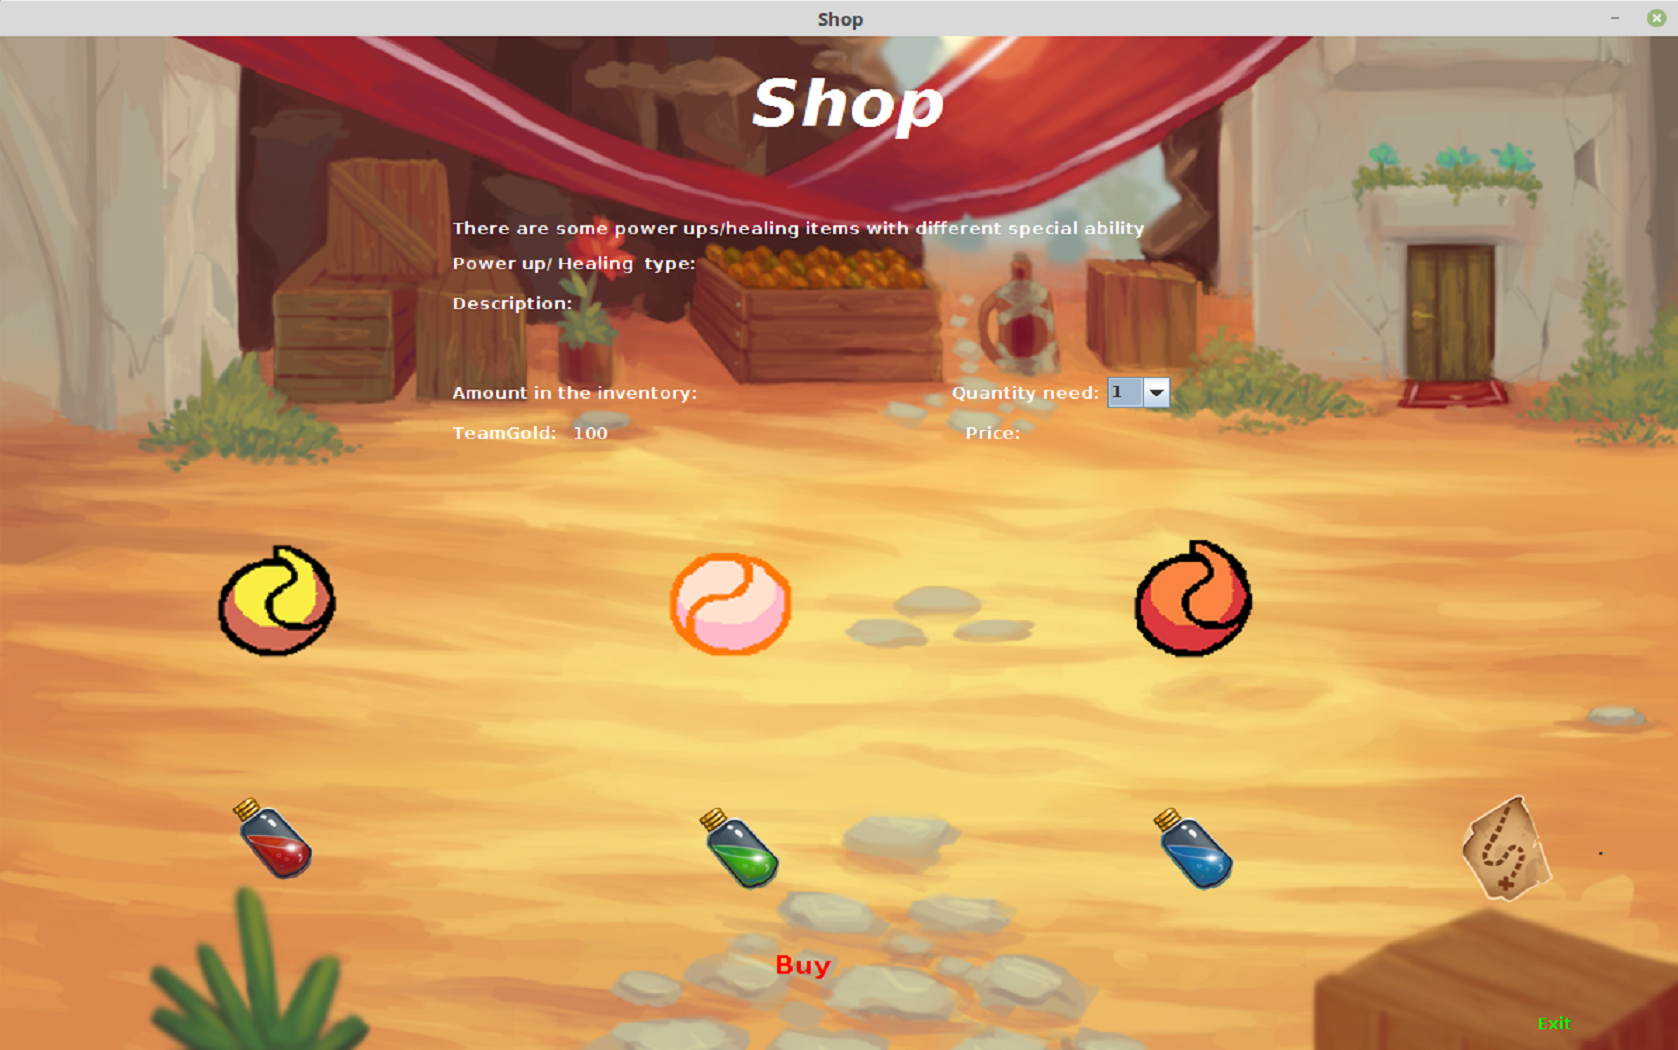 Shop
Shop
There are some power ups/healing items with different special ability
Power up/ Healing type:
Description:
Amount in the inventory:
Quantity need: 1
TeamGold: 100
Price:
Buy
Exit